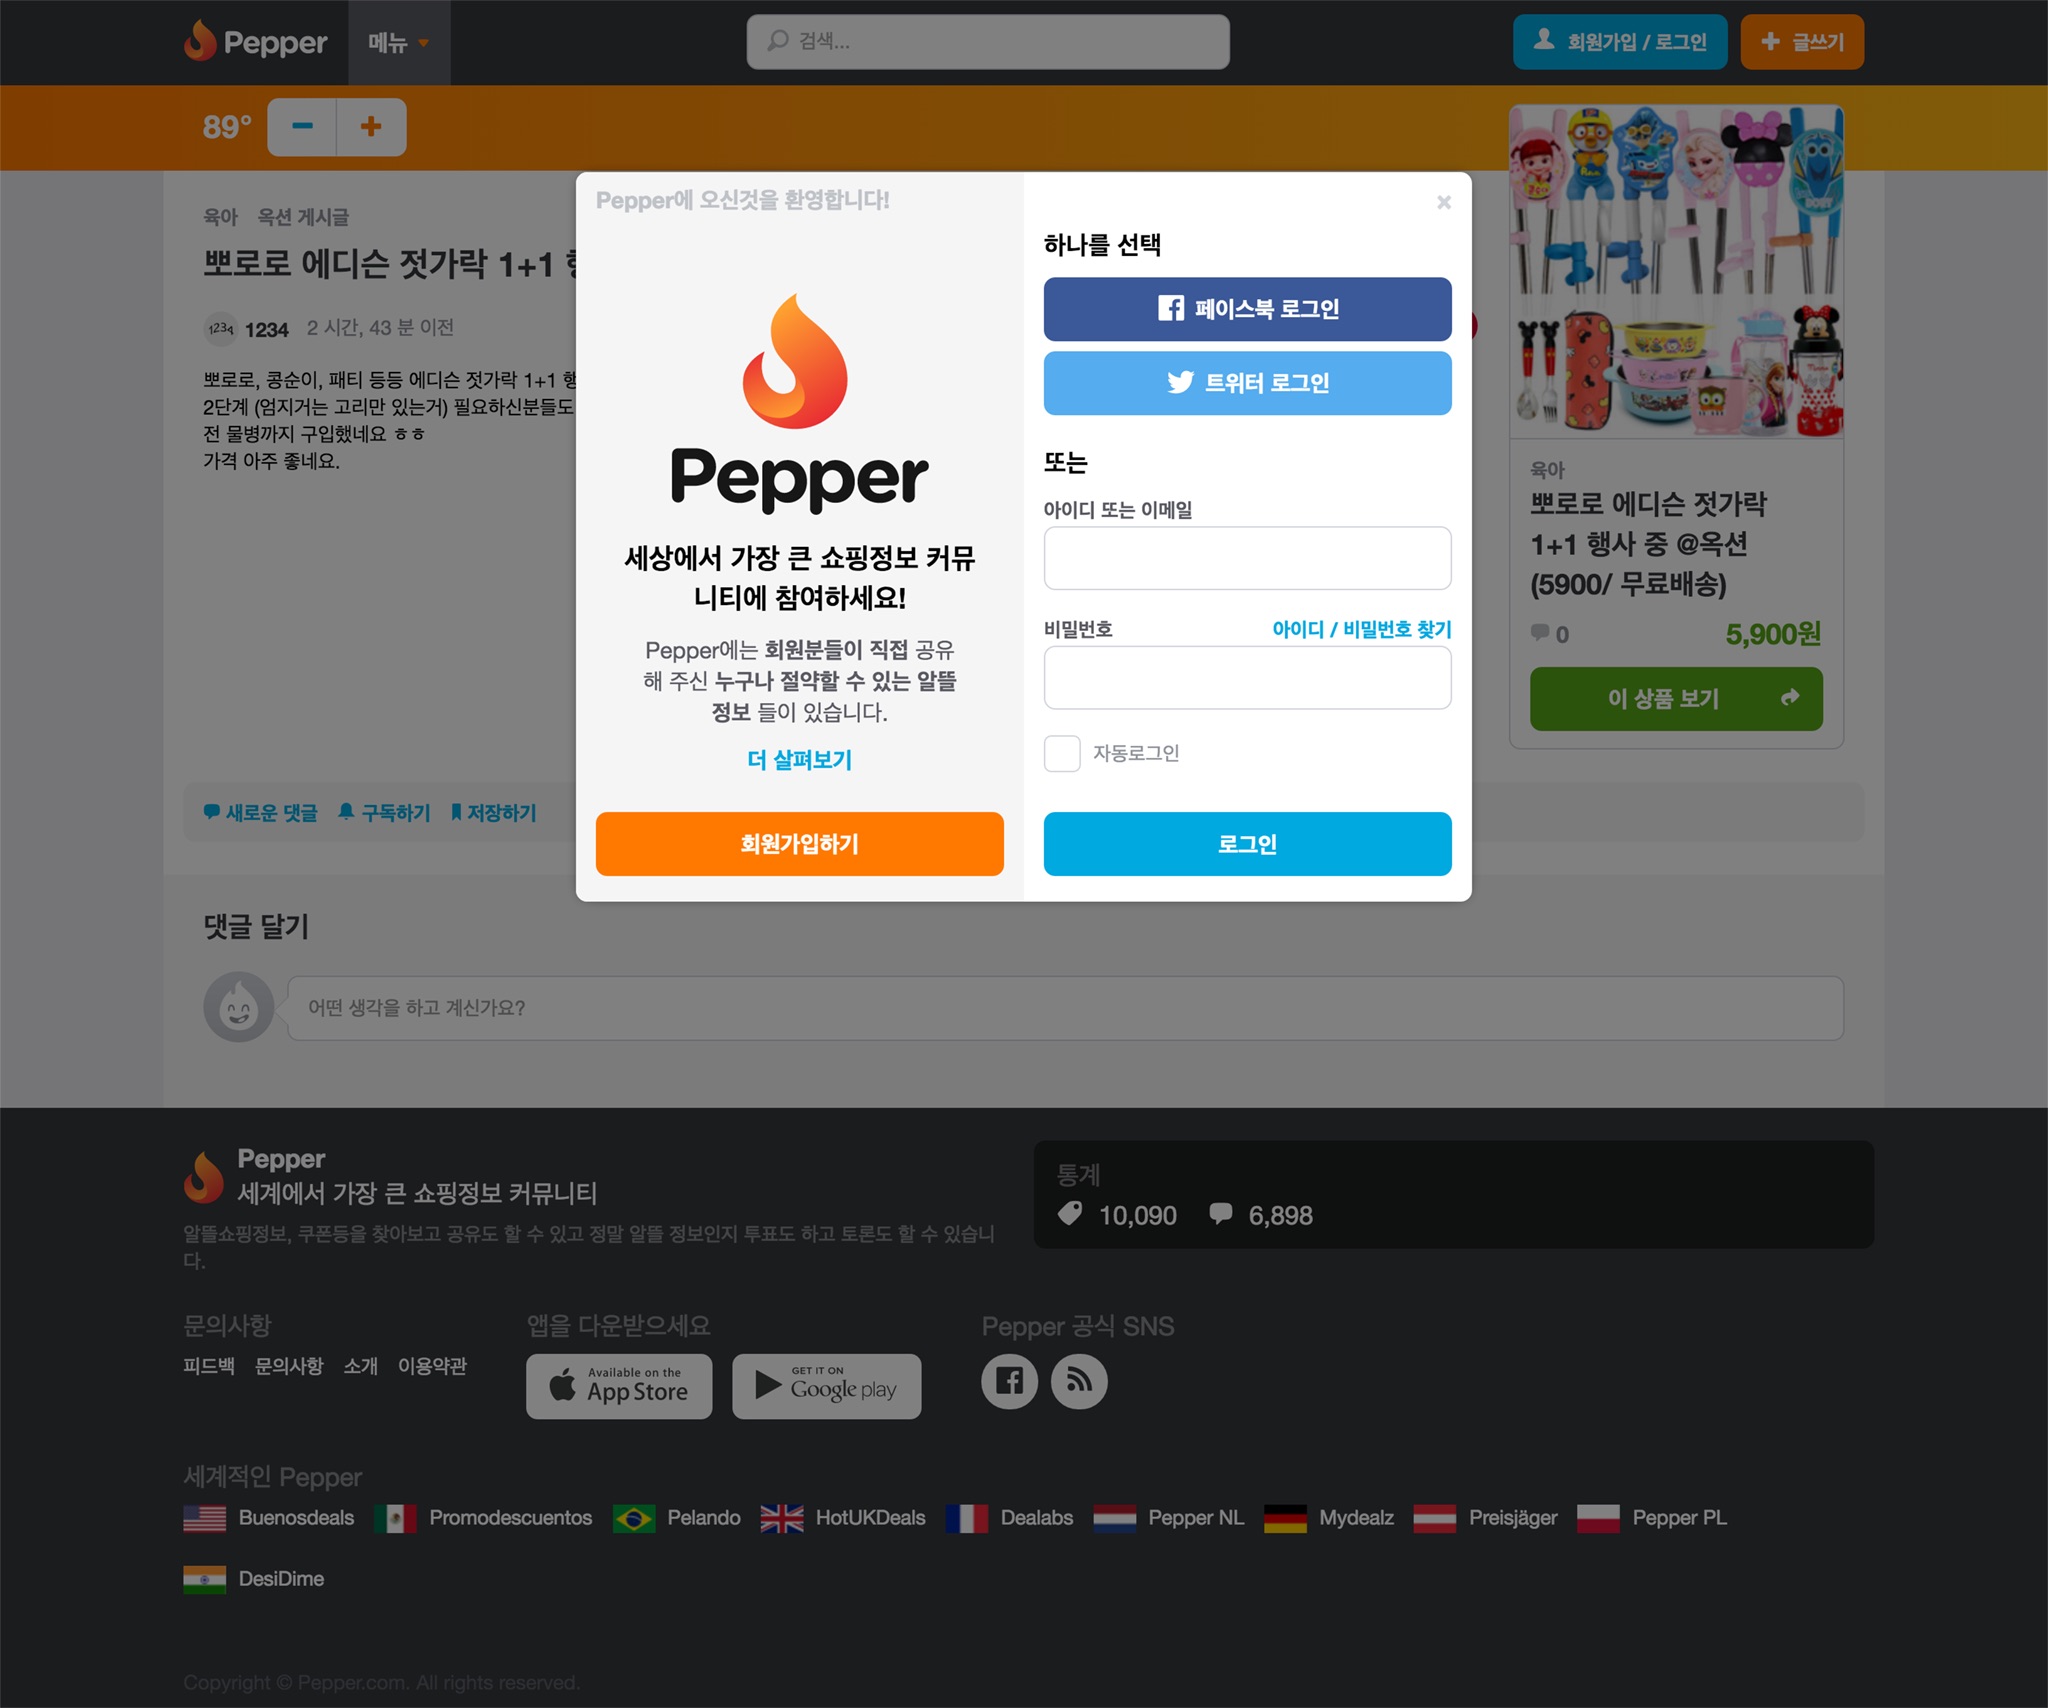 Pepper
메뉴
검색...
회원가입 / 로그인
글쓰기
89°
육아 옥션 게시글
뽀로로 에디슨 젓가락 1+1
1234 1234 2 시간, 43 분 이전
뽀로로, 콩순이, 패티 등등 에디슨 젓가락 1+1
2단계 (엄지거는 고리만 있는거) 필요하신분들도
전 물병까지 구입했네요 ㅎㅎ
가격 아주 좋네요.
새로운 댓글 구독하기 저장하기
Pepper에 오신것을 환영합니다!
Pepper
세상에서 가장 큰 쇼핑정보 커뮤
니티에 참여하세요!
Pepper에는 회원분들이 직접 공유
해 주신 누구나 절약할 수 있는 알뜰
정보 들이 있습니다.
더 살펴보기
회원가입하기
하나를 선택
페이스북 로그인
트위터 로그인
또는
아이디 또는 이메일
비밀번호 아이디 / 비밀번호 찾기
자동로그인
로그인
육아
뽀로로 에디슨 젓가락
1+1 행사 중 @옥션
(5900/ 무료배송)
0 5,900원
이 상품 보기
댓글 달기
어떤 생각을 하고 계신가요?
Pepper
세계에서 가장 큰 쇼핑정보 커뮤니티
알뜰쇼핑정보, 쿠폰등을 찾아보고 공유도 할 수 있고 정말 알뜰 정보인지 투표도 하고 토론도 할 수 있습니
다.
통계
10,090 6,898
문의사항
피드백 문의사항 소개 이용약관
앱을 다운받으세요
Available on the
App Store
GET IT ON
Google play
Pepper 공식 SNS
세계적인 Pepper
Buenosdeals Promodescuentos Pelando HotUKDeals Dealabs Pepper NL Mydealz Preisjäger Pepper PL
DesiDime
Copyright © Pepper.com. All rights reserved.